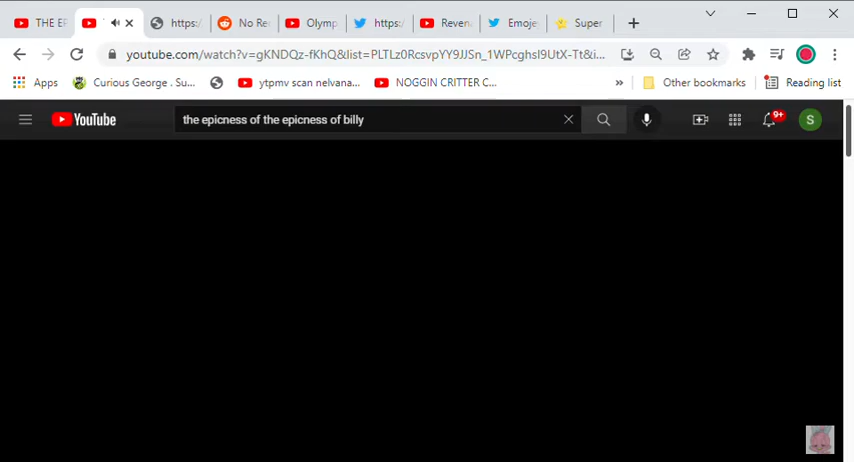 THE EP
https:/
No Re
Olymp
https:/
Reven
Emoje
Super
youtube.com/watch?v=gKNDQz-fKhQ&list=PLTLz0RcsvpYY9JJSn_1WPcghsI9UtX-Tt&i...
Apps Curious George . Su... ytpmv scan nelvana... NOGGIN CRITTER C... » Other bookmarks Reading list
YouTube the epicness of the epicness of billy 9+ S